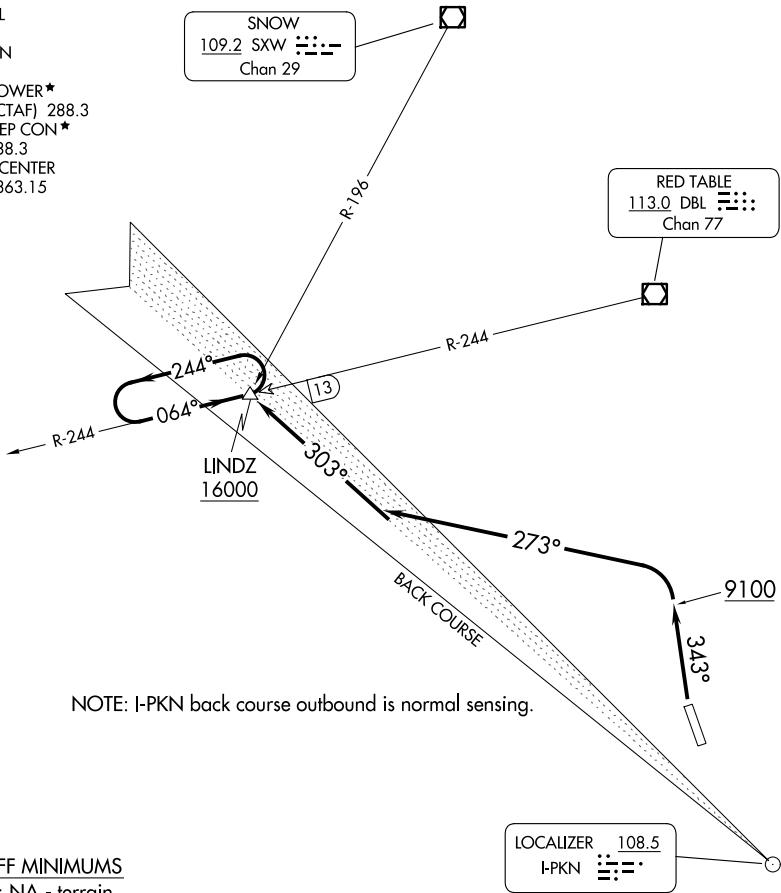 L
N
OWER★
CTAF) 288.3
EP CON★
88.3
CENTER
363.15
SNOW
109.2 SXW
Chan 29
R-196
RED TABLE
113.0 DBL
Chan 77
R-244
13
244°
064°
R-244
LINDZ
16000
303°
273°
9100
343°
BACK COURSE
NOTE: I-PKN back course outbound is normal sensing.
LOCALIZER 108.5
I-PKN
FF MINIMUMS
: NA - terrain